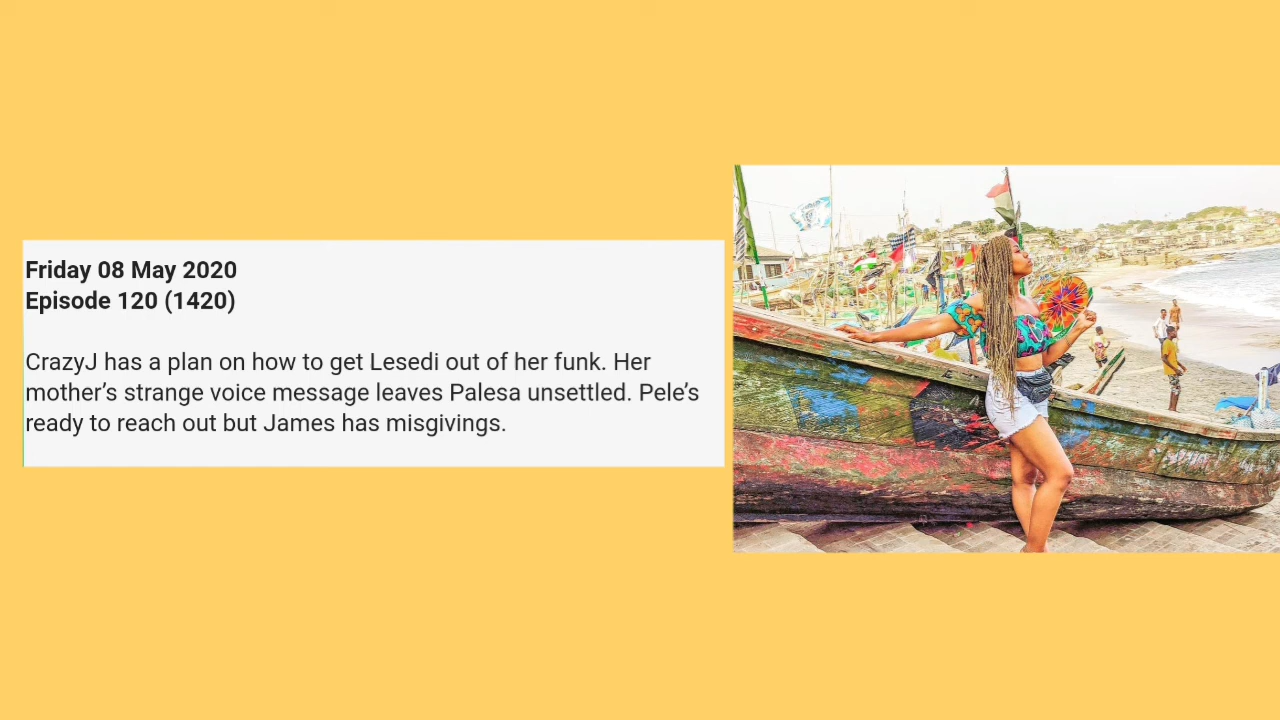 Friday 08 May 2020
Episode 120 (1420)
CrazyJ has a plan on how to get Lesedi out of her funk. Her
mother’s strange voice message leaves Palesa unsettled. Pele’s
ready to reach out but James has misgivings.